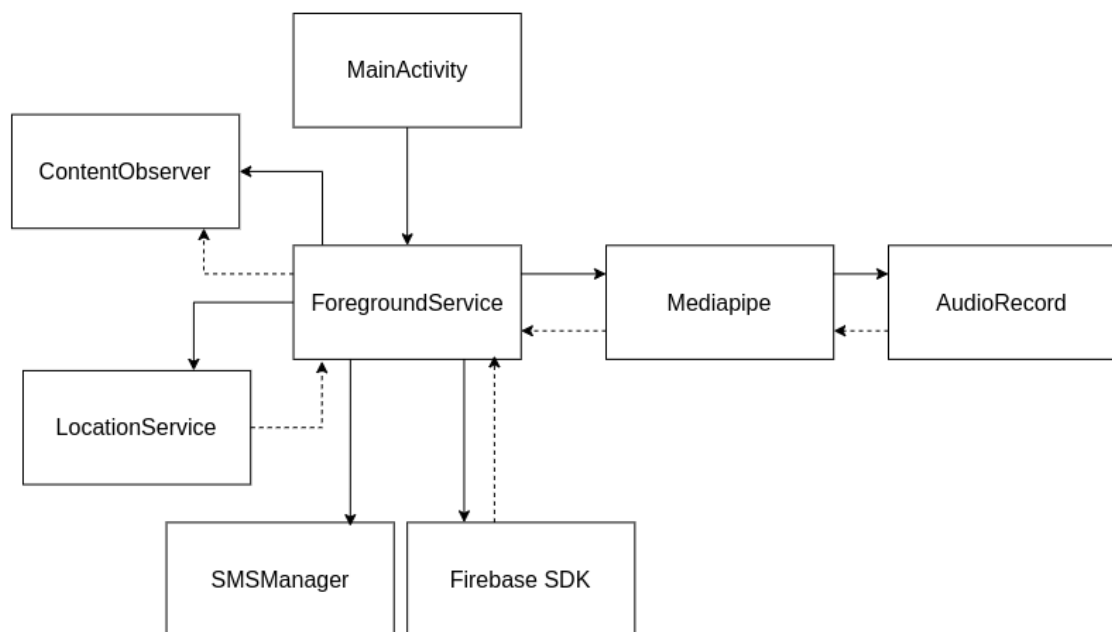 MainActivity
ContentObserver
ForegroundService
Mediapipe
AudioRecord
LocationService
SMSManager
Firebase SDK